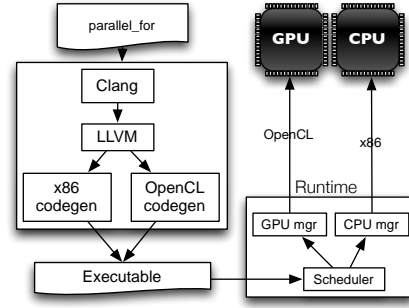 parallel_for
GPU
CPU
Clang
LLVM
x86
codegen
OpenCL
codegen
Executable
OpenCL
x86
Runtime
GPU mgr
CPU mgr
Scheduler